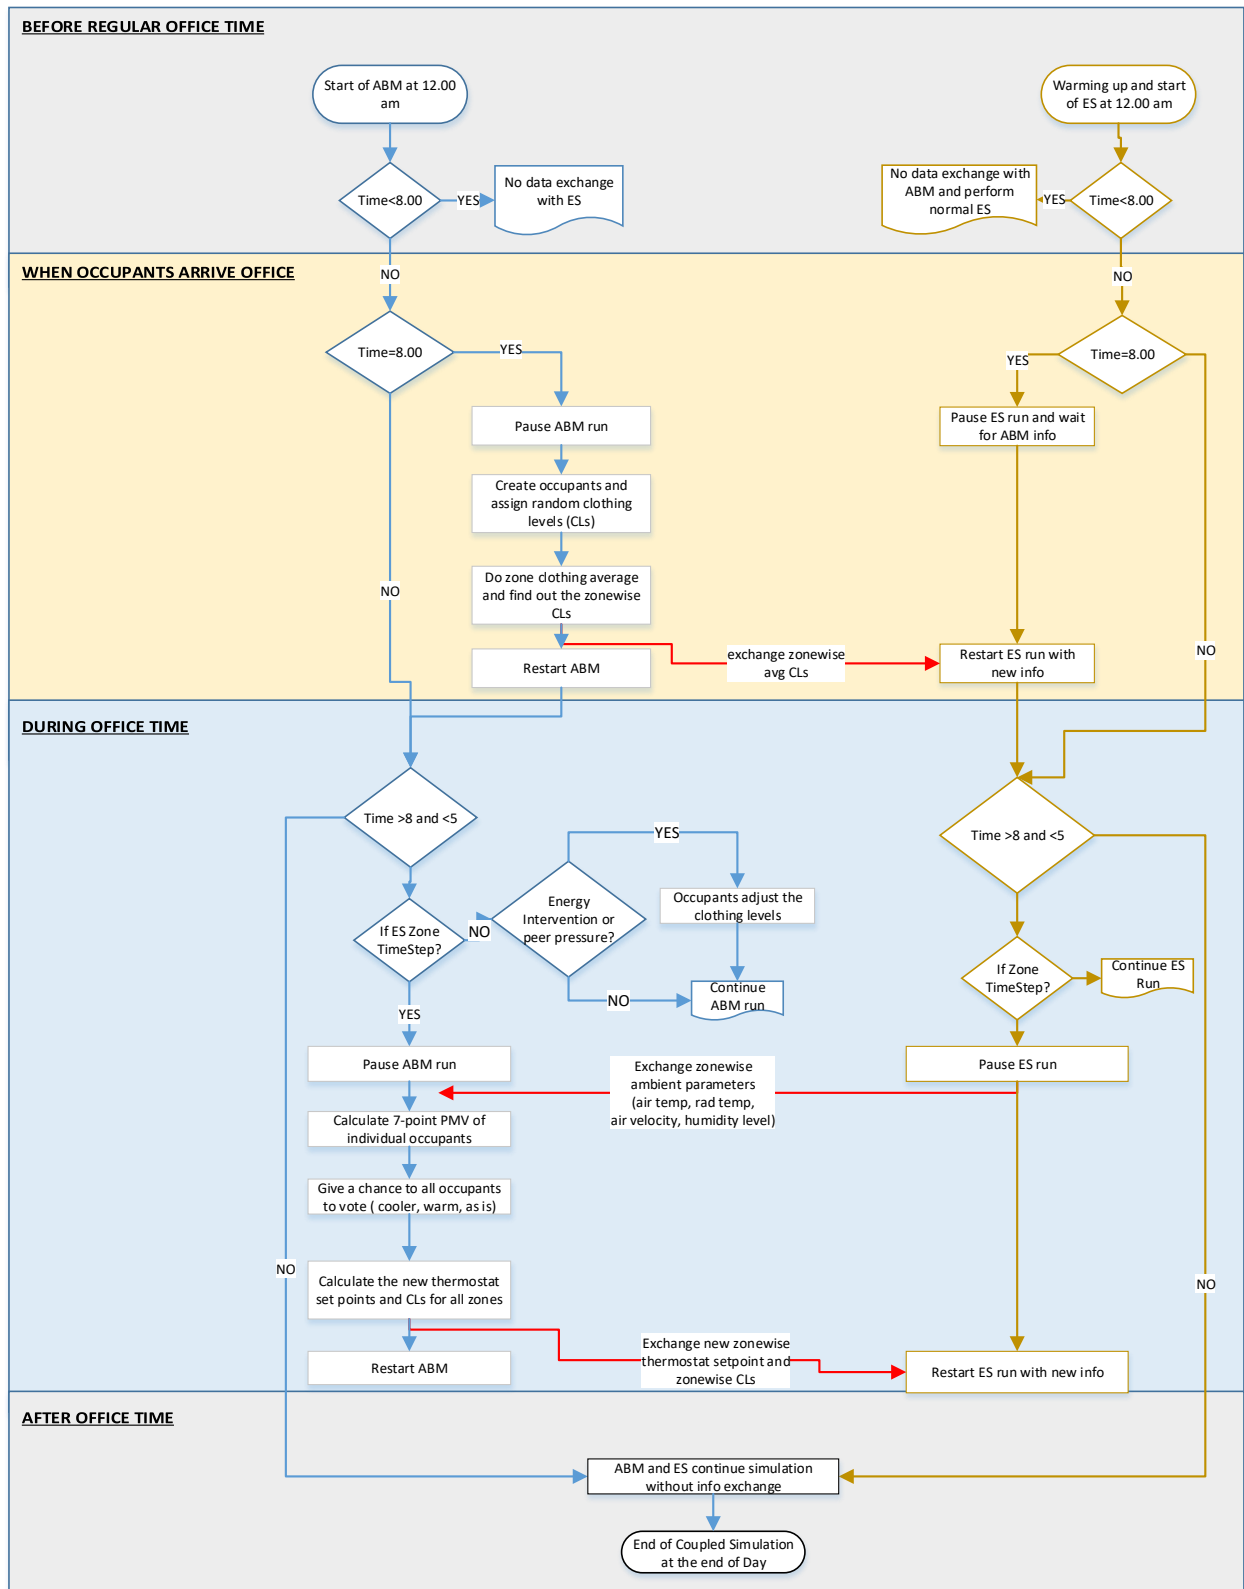 BEFORE REGULAR OFFICE TIME
Start of ABM at 12.00
am
Warming up and start
of ES at 12.00 am
Time<8.00
YES
No data exchange
with ES
No data exchange with
ABM and perform
normal ES
YES
Time<8.00
WHEN OCCUPANTS ARRIVE OFFICE
NO
NO
Time=8.00
YES
Time=8.00
YES
Pause ABM run
Pause ES run and wait
for ABM info
Create occupants and
assign random clothing
levels (CLs)
Do zone clothing average
and find out the zonewise
CLs
NO
exchange zonewise
avg CLs
Restart ABM
Restart ES run with
new info
NO
DURING OFFICE TIME
Time >8 and <5
Time >8 and <5
YES
Energy
Intervention or
peer pressure?
Occupants adjust the
clothing levels
If ES Zone
TimeStep?
NO
If Zone
TimeStep?
Continue ES
Run
Continue
ABM run
NO
YES
Pause ABM run
Pause ES run
Exchange zonewise
ambient parameters
(air temp, rad temp,
air velocity, humidity level)
Calculate 7-point PMV of
individual occupants
Give a chance to all occupants
to vote ( cooler, warm, as is)
NO
Calculate the new thermostat
set points and CLs for all zones
NO
Exchange new zonewise
thermostat setpoint and
zonewise CLs
Restart ABM
Restart ES run with new info
AFTER OFFICE TIME
ABM and ES continue simulation
without info exchange
End of Coupled Simulation
at the end of Day